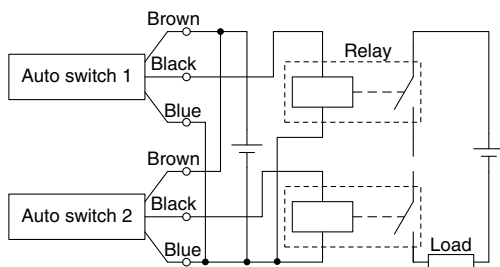 Brown
Relay
Auto switch 1
Black
Blue
Brown
Auto switch 2
Black
Blue
Load